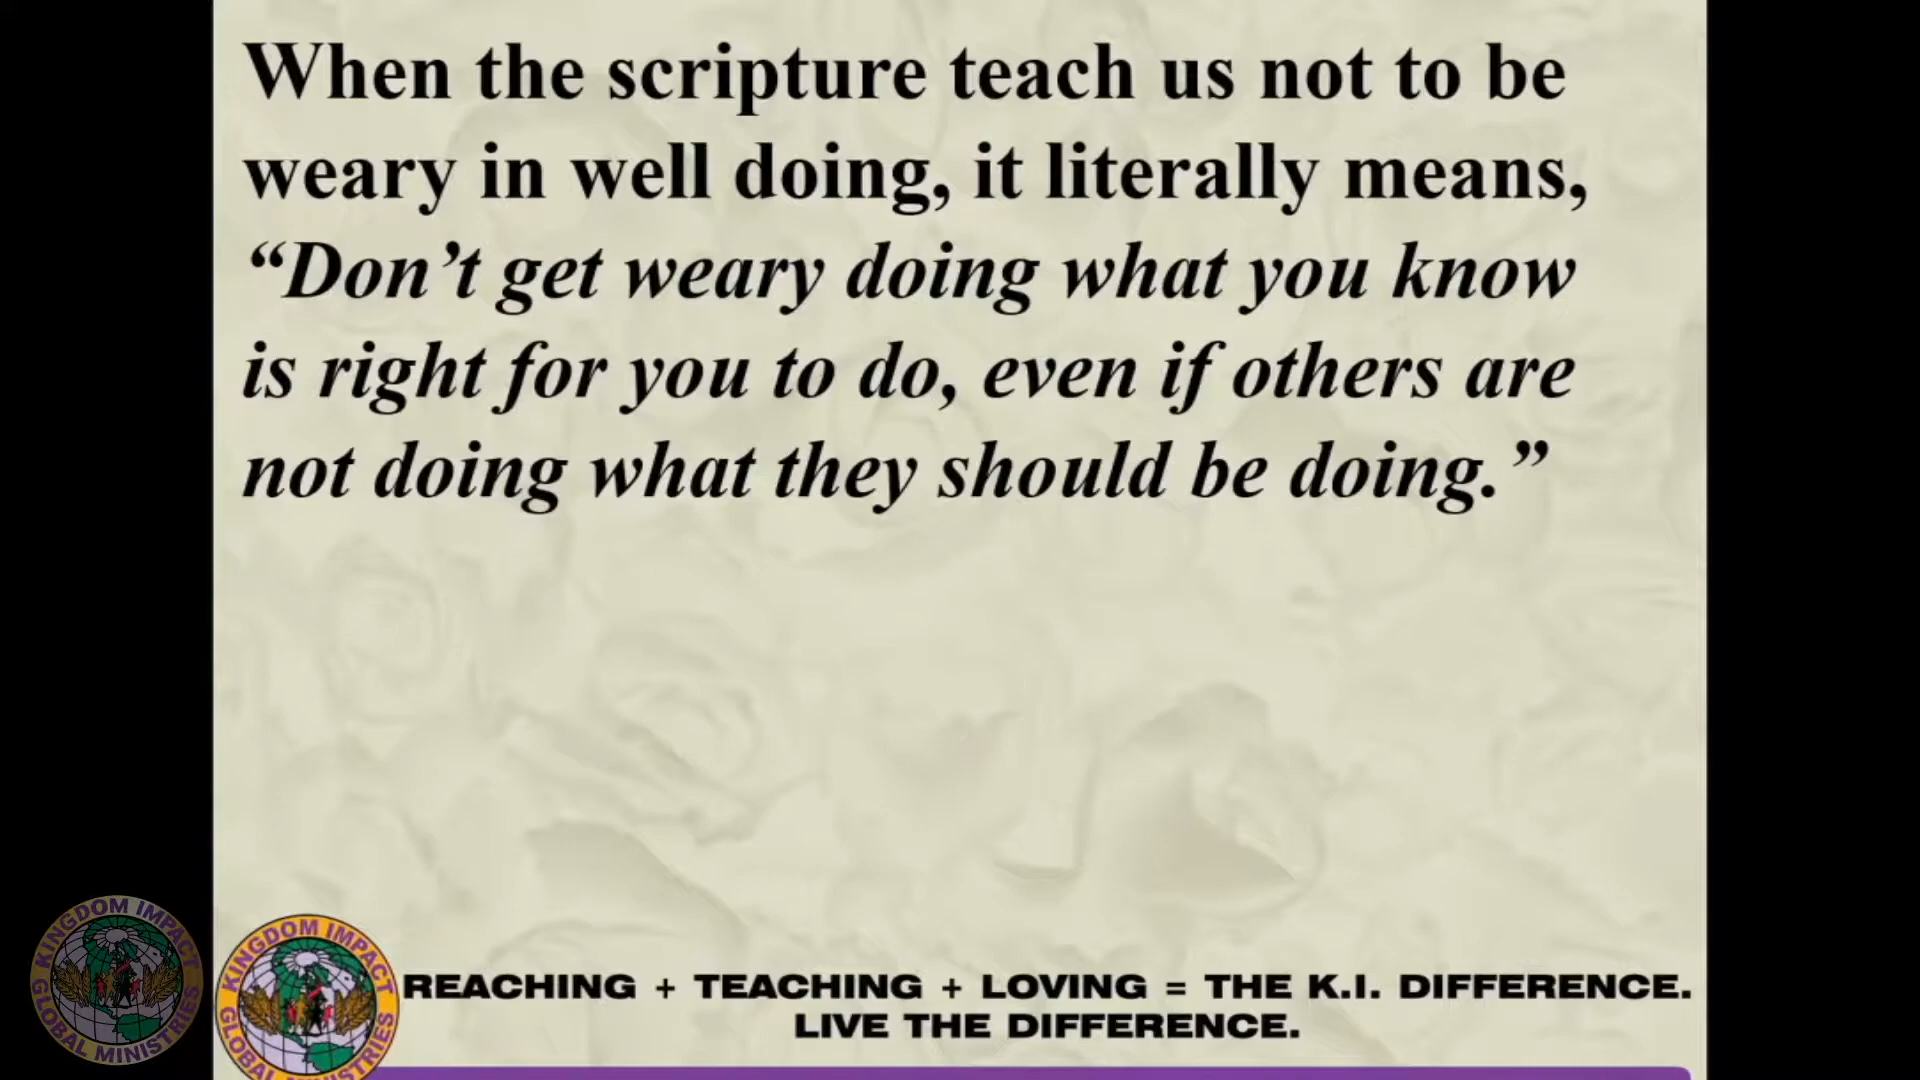 When the scripture teach us not to be
weary in well doing, it literally means,
“Don’t get weary doing what you know
is right for you to do, even if others are
not doing what they should be doing.”
KINGDOM IMPACT
GLOBAL MINISTRIES
KINGDOM IMPACT
GLOBAL MINISTRIES
REACHING + TEACHING + LOVING = THE K.I. DIFFERENCE.
LIVE THE DIFFERENCE.